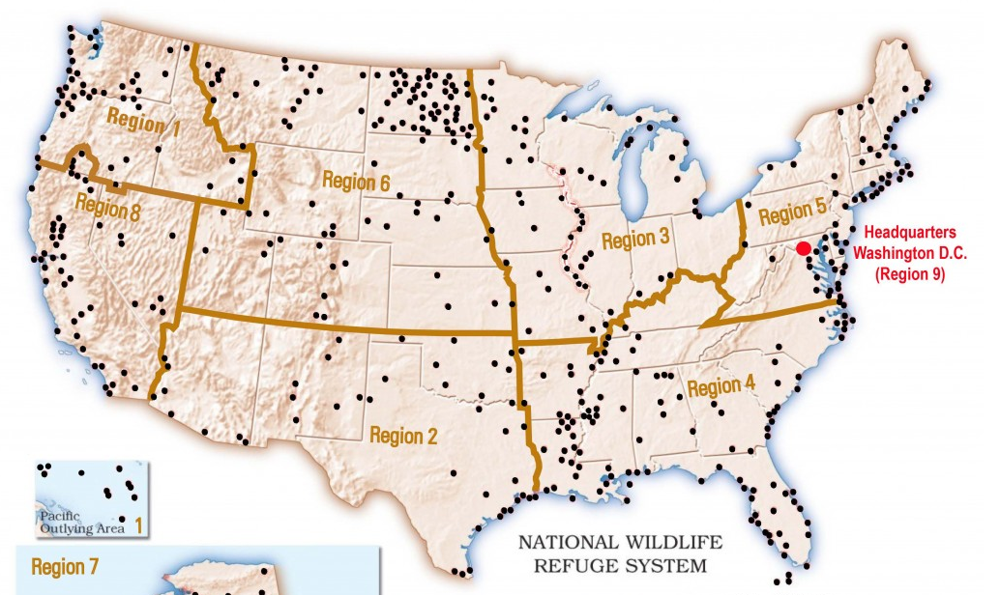 Region 1
Region 6
Region 8
Region 3
Region 5
Headquarters
Washington D.C.
(Region 9)
Region 4
Region 2
Pacific
Outlying Area 1
NATIONAL WILDLIFE
REFUGE SYSTEM
Region 7